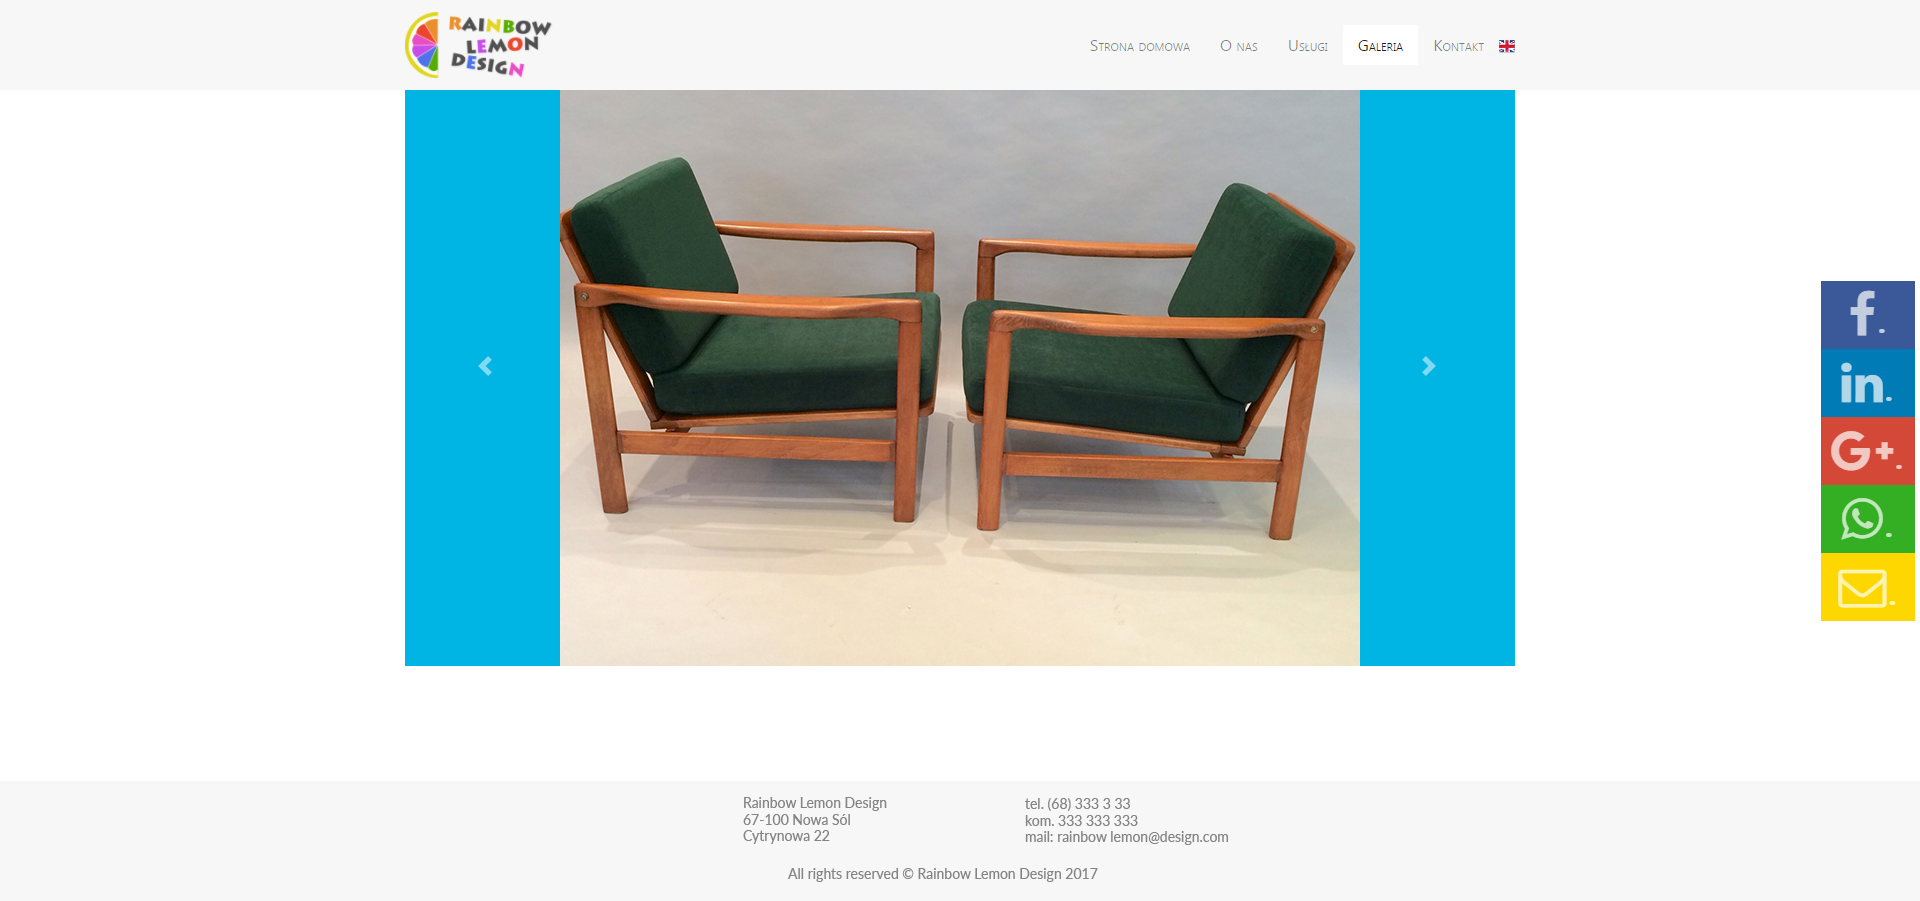 RAINBOW
LEMON
DESIGN
Strona domowa
O nas
Usługi
Galeria
Kontakt
f.
in.
G+.
Rainbow Lemon Design
67-100 Nowa Sól
Cytrynowa 22
tel. (68) 333 3 33
kom. 333 333 333
mail: rainbow lemon@design.com
All rights reserved © Rainbow Lemon Design 2017